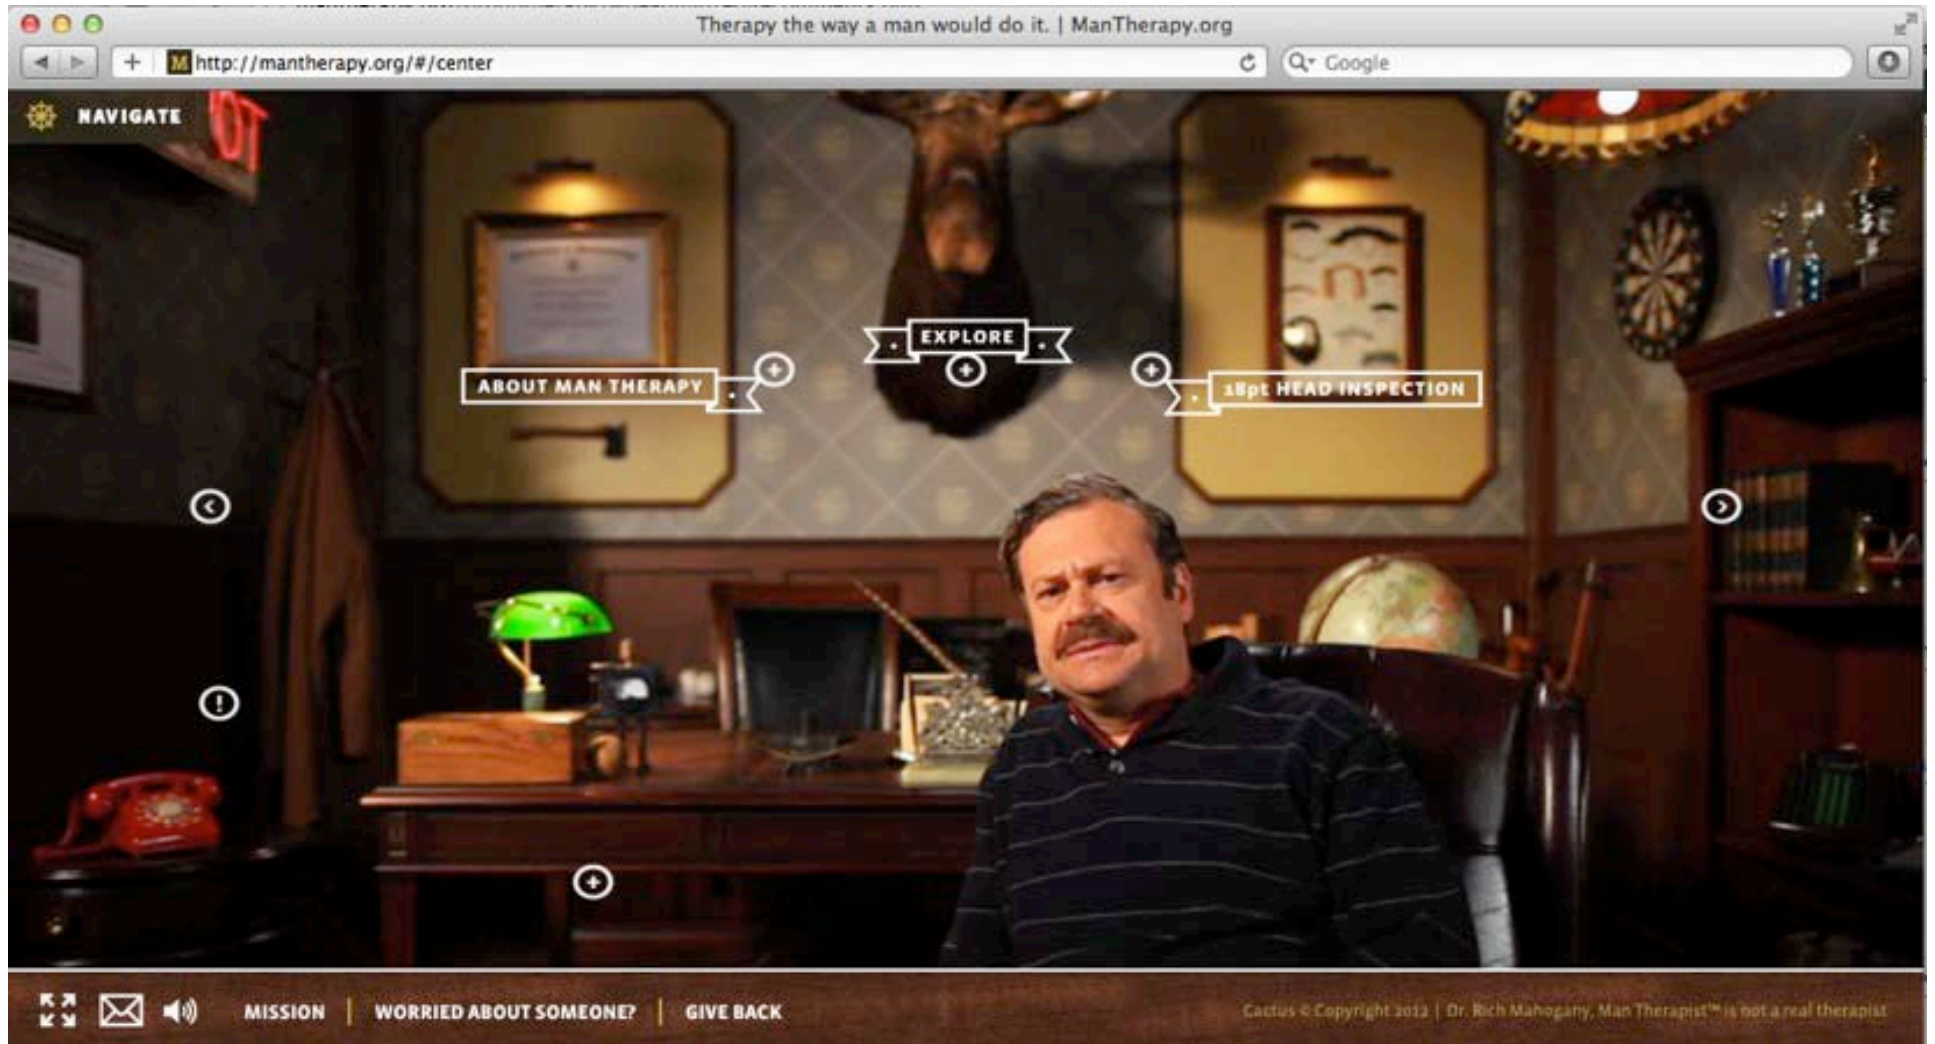 Therapy the way a man would do it. | ManTherapy.org
http://mantherapy.org/#/center
Google
NAVIGATE
EXPLORE
ABOUT MAN THERAPY
18pt HEAD INSPECTION
MISSION | WORRIED ABOUT SOMEONE? | GIVE BACK
Cactus © Copyright 2012 | Dr. Rich Mahogany, Man Therapist™ is not a real therapist